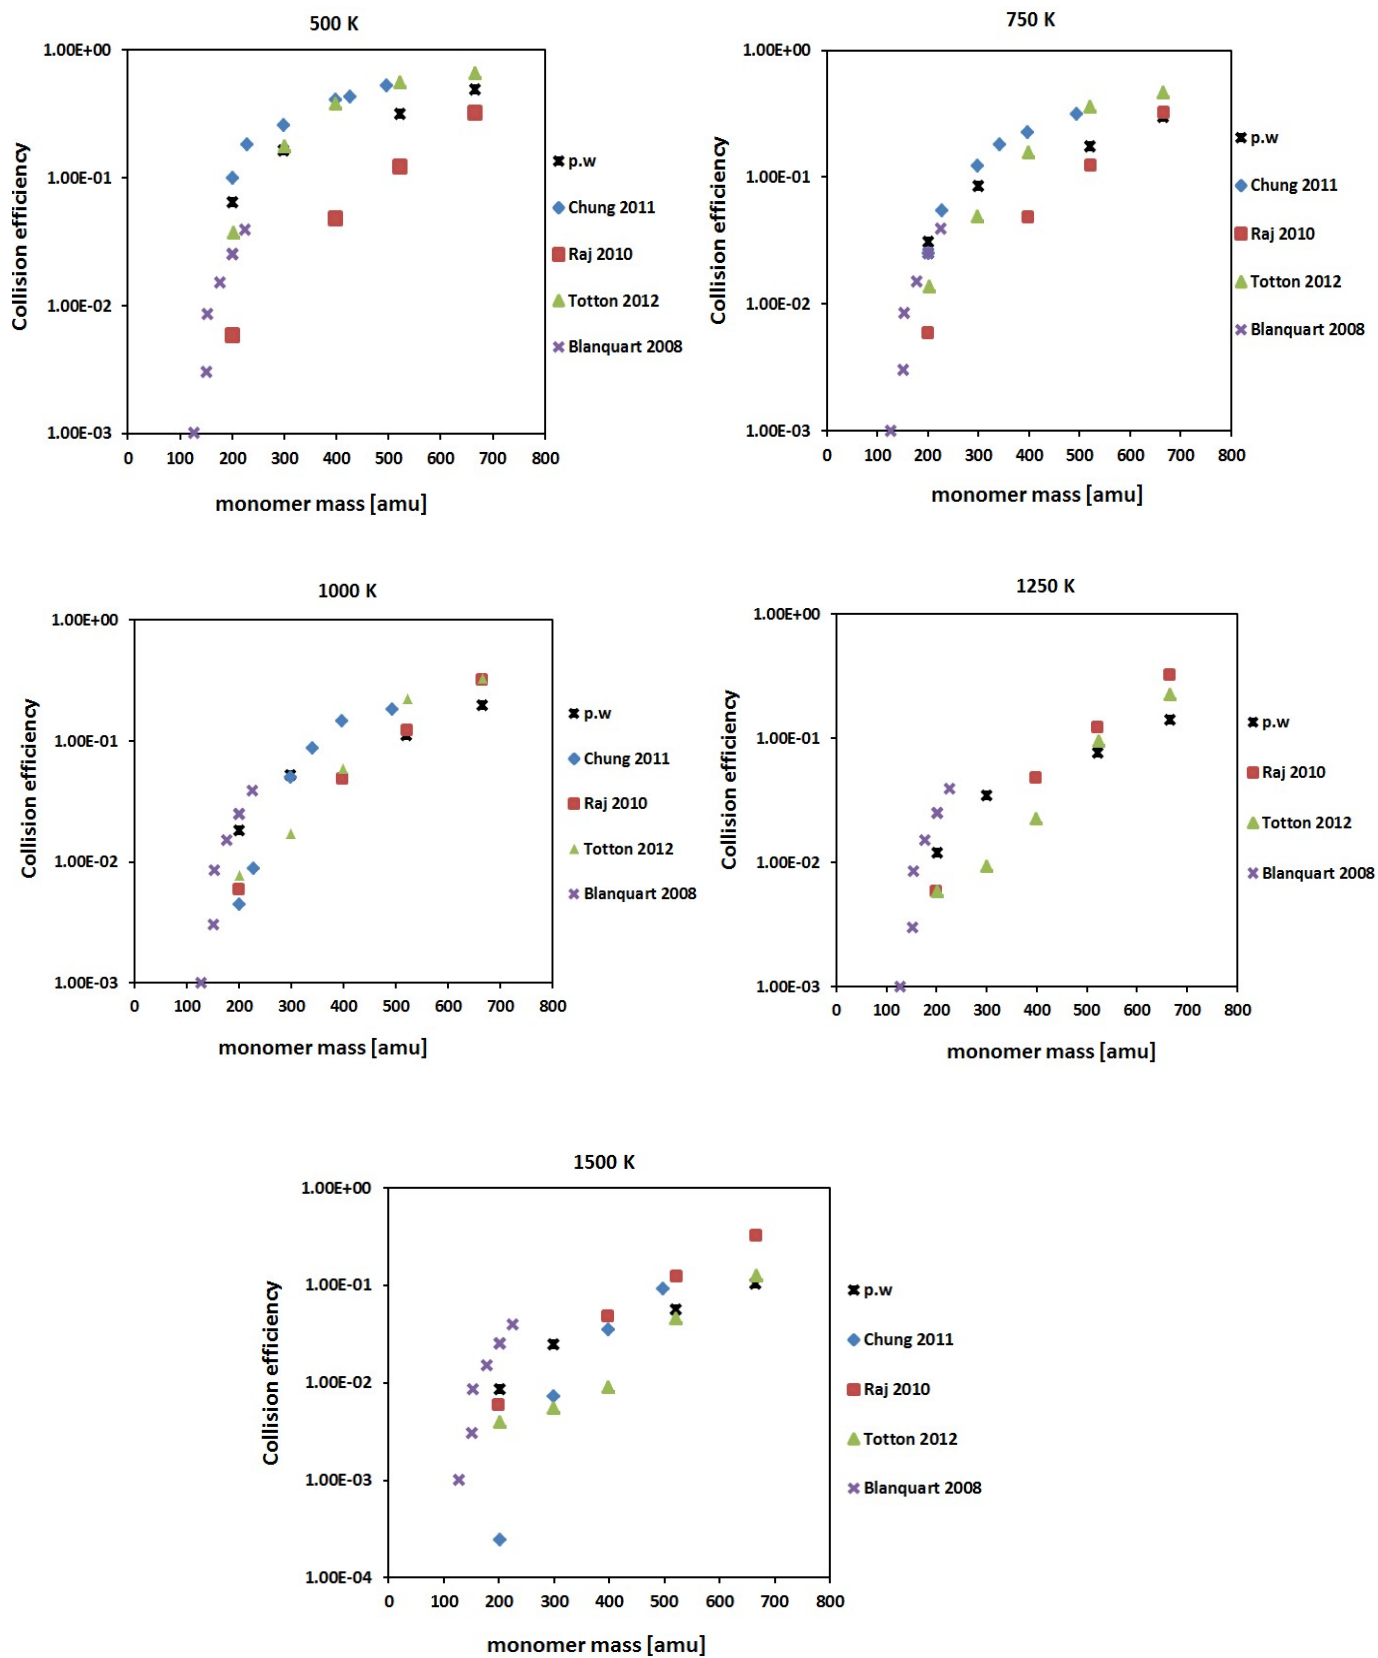 500 K
1.00E+00
1.00E-01
1.00E-02
1.00E-03
Collision efficiency
0 100 200 300 400 500 600 700 800
monomer mass [amu]
p.w
Chung 2011
Raj 2010
Totton 2012
Blanquart 2008
750 K
1.00E+00
1.00E-01
1.00E-02
1.00E-03
Collision efficiency
0 100 200 300 400 500 600 700 800
monomer mass [amu]
p.w
Chung 2011
Raj 2010
Totton 2012
Blanquart 2008
1000 K
1.00E+00
1.00E-01
1.00E-02
1.00E-03
Collision efficiency
0 100 200 300 400 500 600 700 800
monomer mass [amu]
p.w
Chung 2011
Raj 2010
Totton 2012
Blanquart 2008
1250 K
1.00E+00
1.00E-01
1.00E-02
1.00E-03
Collision efficiency
0 100 200 300 400 500 600 700 800
monomer mass [amu]
p.w
Raj 2010
Totton 2012
Blanquart 2008
1500 K
1.00E+00
1.00E-01
1.00E-02
1.00E-03
1.00E-04
Collision efficiency
0 100 200 300 400 500 600 700 800
monomer mass [amu]
p.w
Chung 2011
Raj 2010
Totton 2012
Blanquart 2008